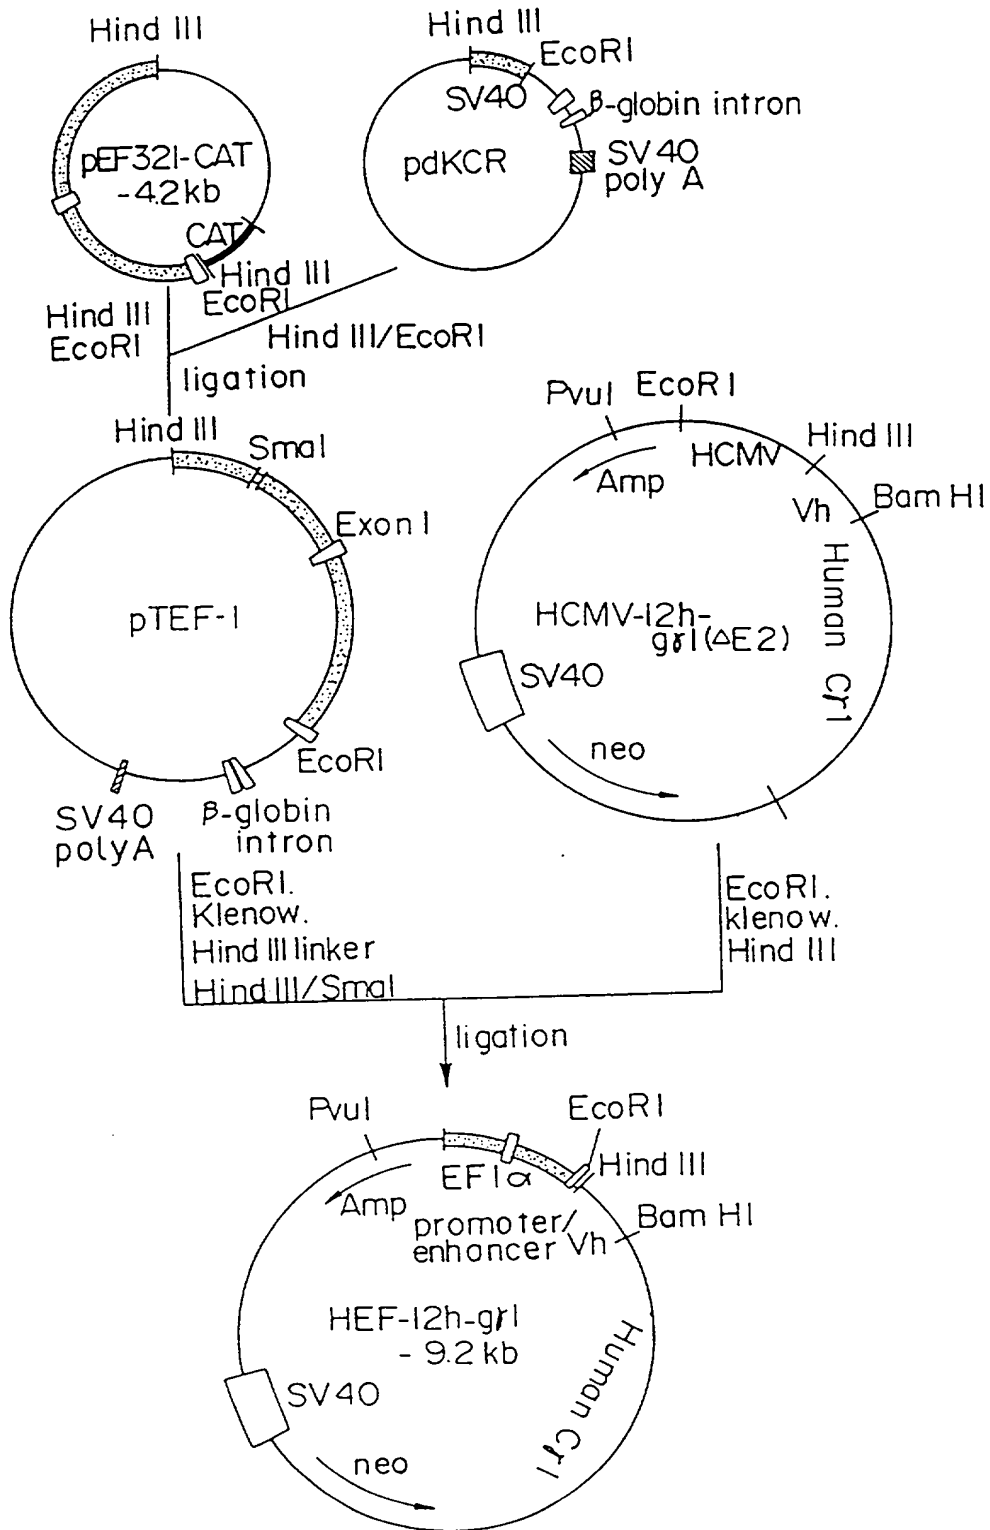 Hind III
pEF321-CAT
-4.2kb
CAT
Hind III
EcoRI
Hind III
EcoRI
SV40
β-globin intron
pdKCR
SV40
poly A
Hind III
EcoRI
Hind III/EcoRI
ligation
Hind III
SmaI
Exon I
pTEF-1
EcoRI
SV40
polyA
β-globin
intron
PvuI
EcoRI
HCMV
Hind III
Amp
Vh
Bam HI
Human Cγ1
HCMV-12h-
gγ1(ΔE2)
SV40
neo
EcoRI.
Klenow.
Hind III linker
Hind III/SmaI
EcoRI.
klenow.
Hind III
ligation
PvuI
EcoRI
EF1α
Hind III
Amp
promoter/
enhancer
Vh
Bam HI
HEF-12h-gγ1
- 9.2 kb
Human Cγ1
SV40
neo